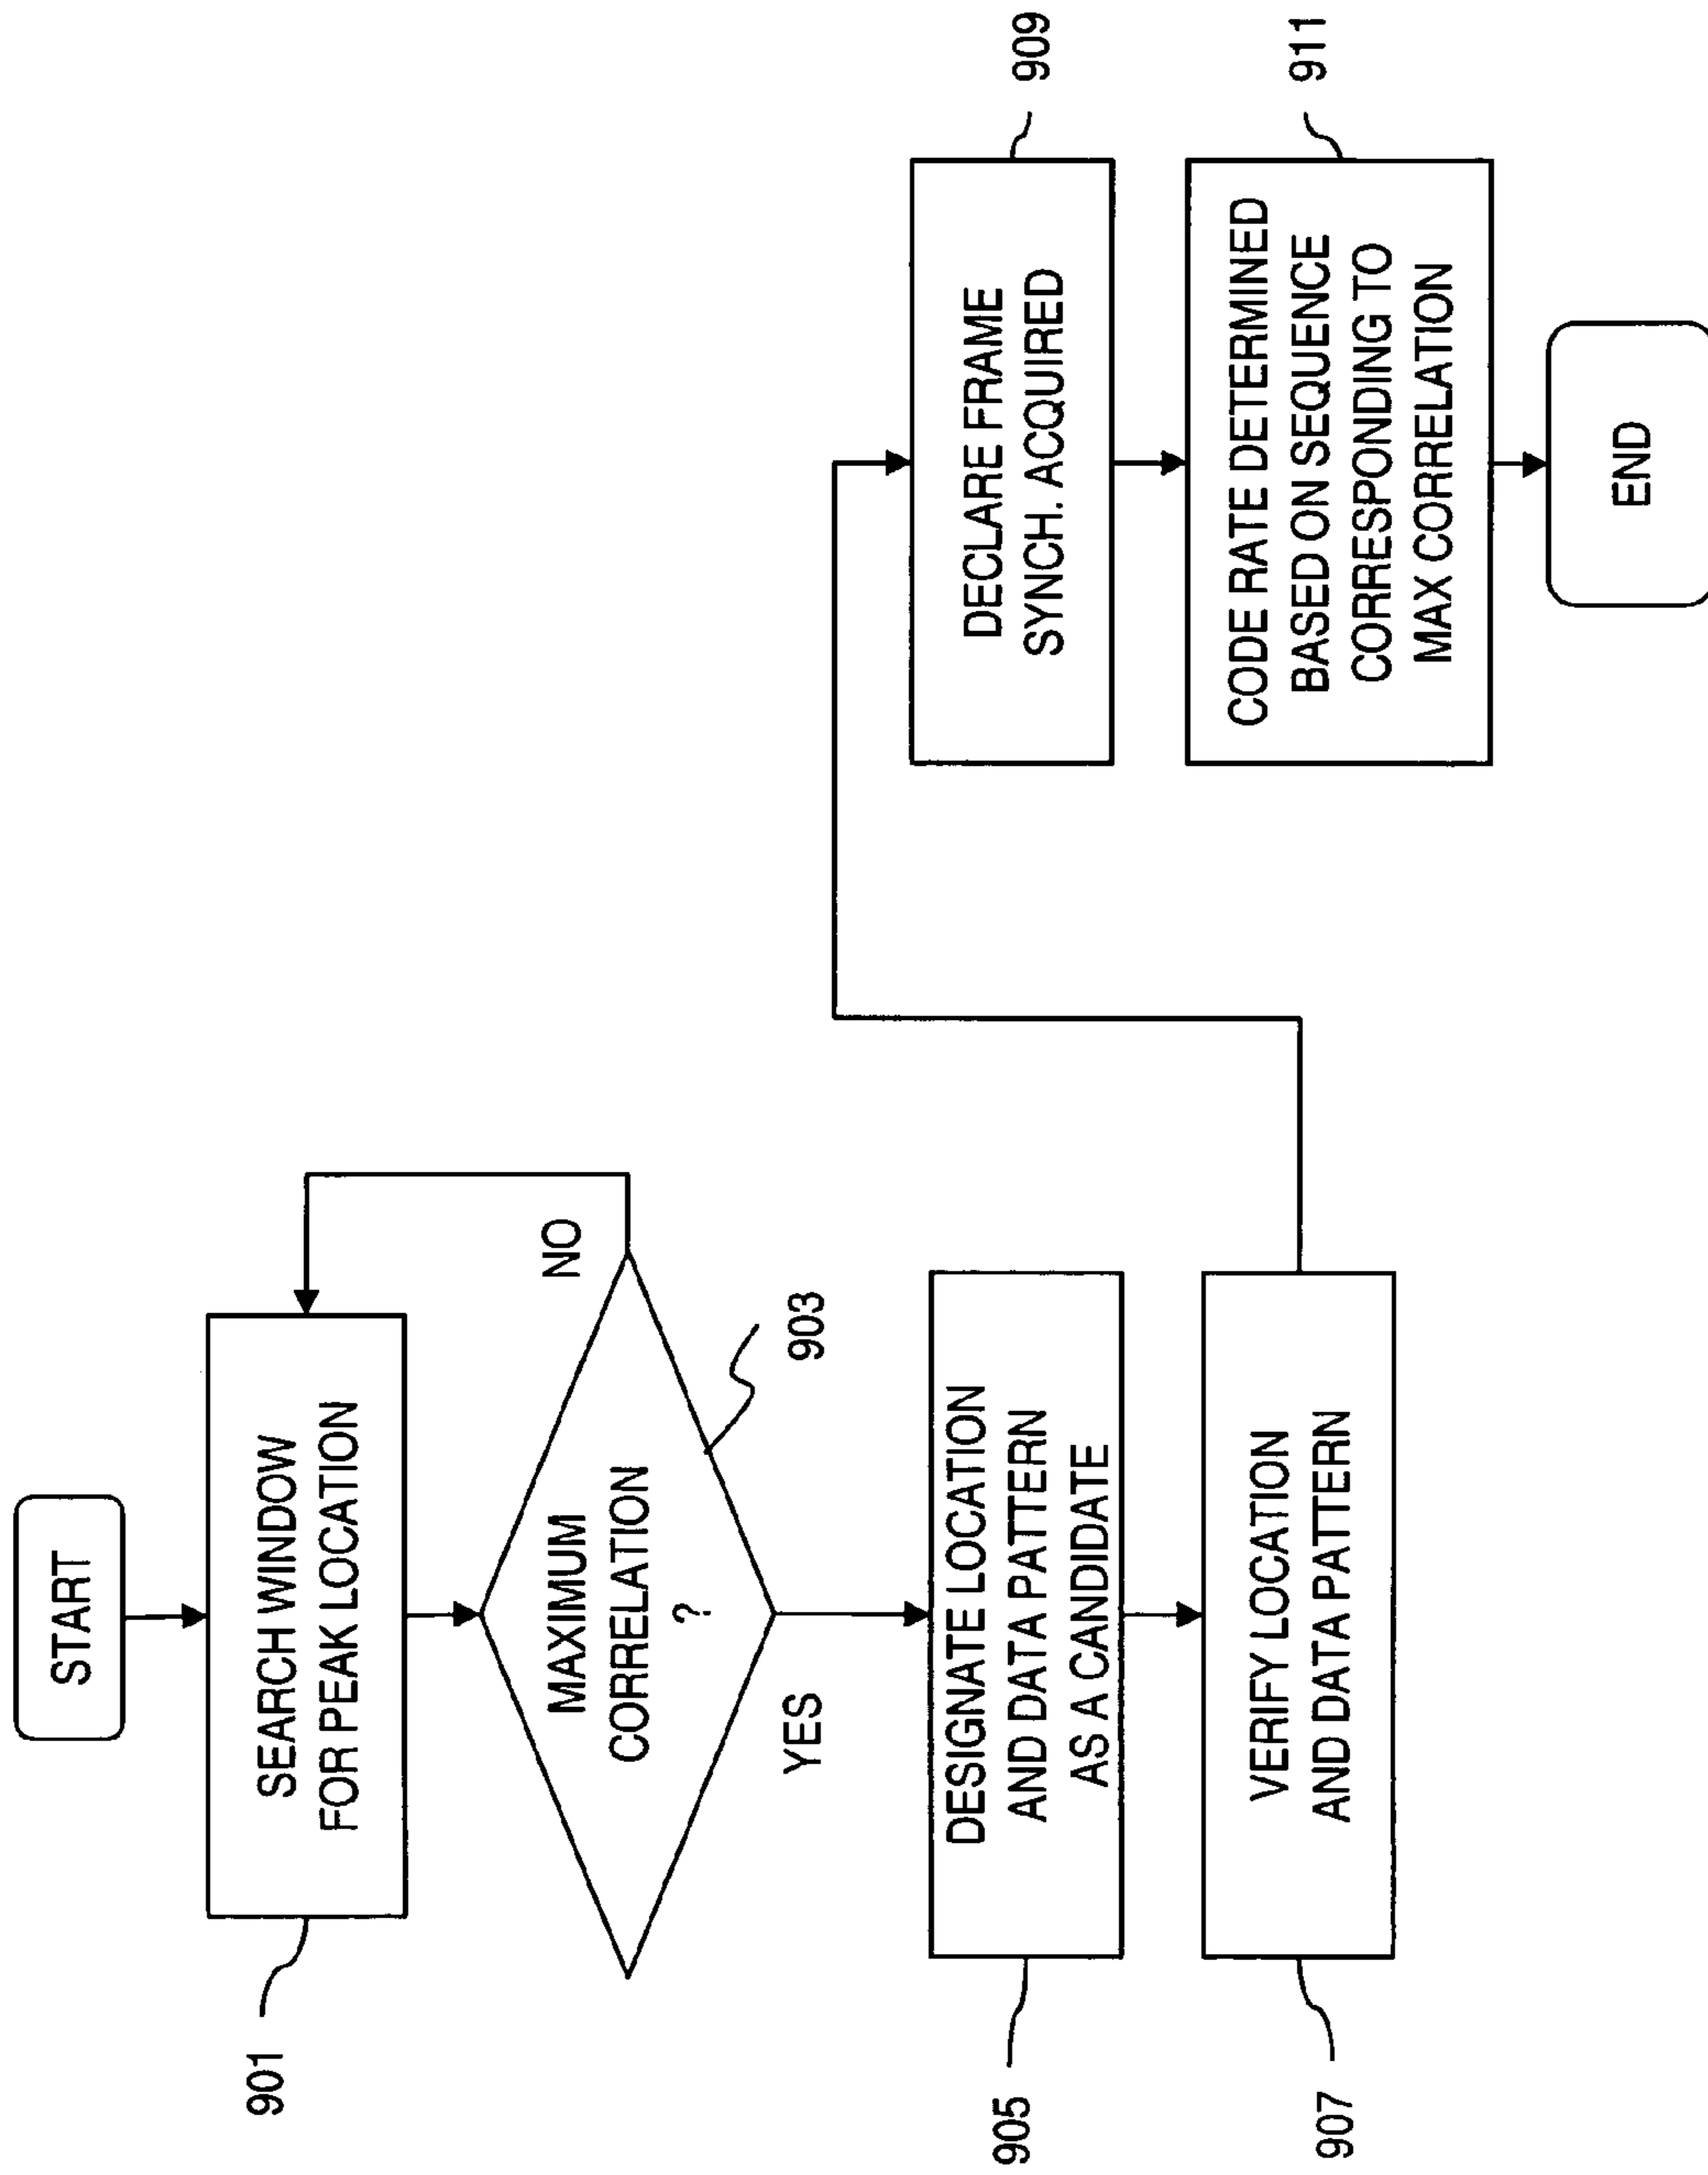 START
SEARCH WINDOW
FOR PEAK LOCATION
901
MAXIMUM
CORRELATION
?
NO
903
YES
DESIGNATE LOCATION
AND DATA PATTERN
AS A CANDIDATE
905
VERIFY LOCATION
AND DATA PATTERN
907
DECLARE FRAME
SYNCH. ACQUIRED
909
CODE RATE DETERMINED
BASED ON SEQUENCE
CORRESPONDING TO
MAX CORRELATION
911
END